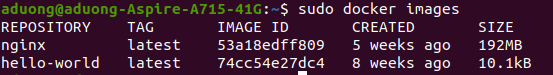 aduong@aduong-Aspire-A715-41G:~$ sudo docker images
REPOSITORY TAG IMAGE ID CREATED SIZE
nginx latest 53a18edff809 5 weeks ago 192MB
hello-world latest 74cc54e27dc4 8 weeks ago 10.1kB